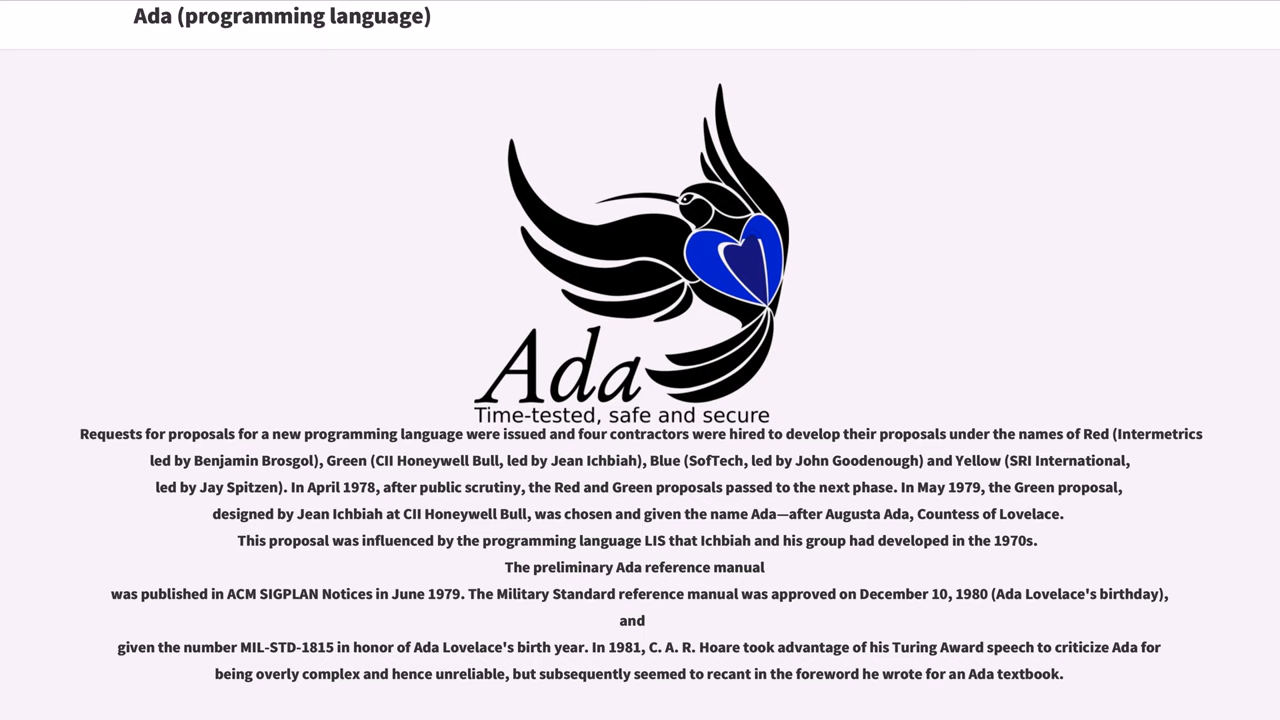 Ada (programming language)
Ada
Time-tested, safe and secure
Requests for proposals for a new programming language were issued and four contractors were hired to develop their proposals under the names of Red (Intermetrics
led by Benjamin Brosgol), Green (CII Honeywell Bull, led by Jean Ichbiah), Blue (SofTech, led by John Goodenough) and Yellow (SRI International,
led by Jay Spitzen). In April 1978, after public scrutiny, the Red and Green proposals passed to the next phase. In May 1979, the Green proposal,
designed by Jean Ichbiah at CII Honeywell Bull, was chosen and given the name Ada—after Augusta Ada, Countess of Lovelace.
This proposal was influenced by the programming language LIS that Ichbiah and his group had developed in the 1970s.
The preliminary Ada reference manual
was published in ACM SIGPLAN Notices in June 1979. The Military Standard reference manual was approved on December 10, 1980 (Ada Lovelace's birthday),
and
given the number MIL-STD-1815 in honor of Ada Lovelace's birth year. In 1981, C. A. R. Hoare took advantage of his Turing Award speech to criticize Ada for
being overly complex and hence unreliable, but subsequently seemed to recant in the foreword he wrote for an Ada textbook.